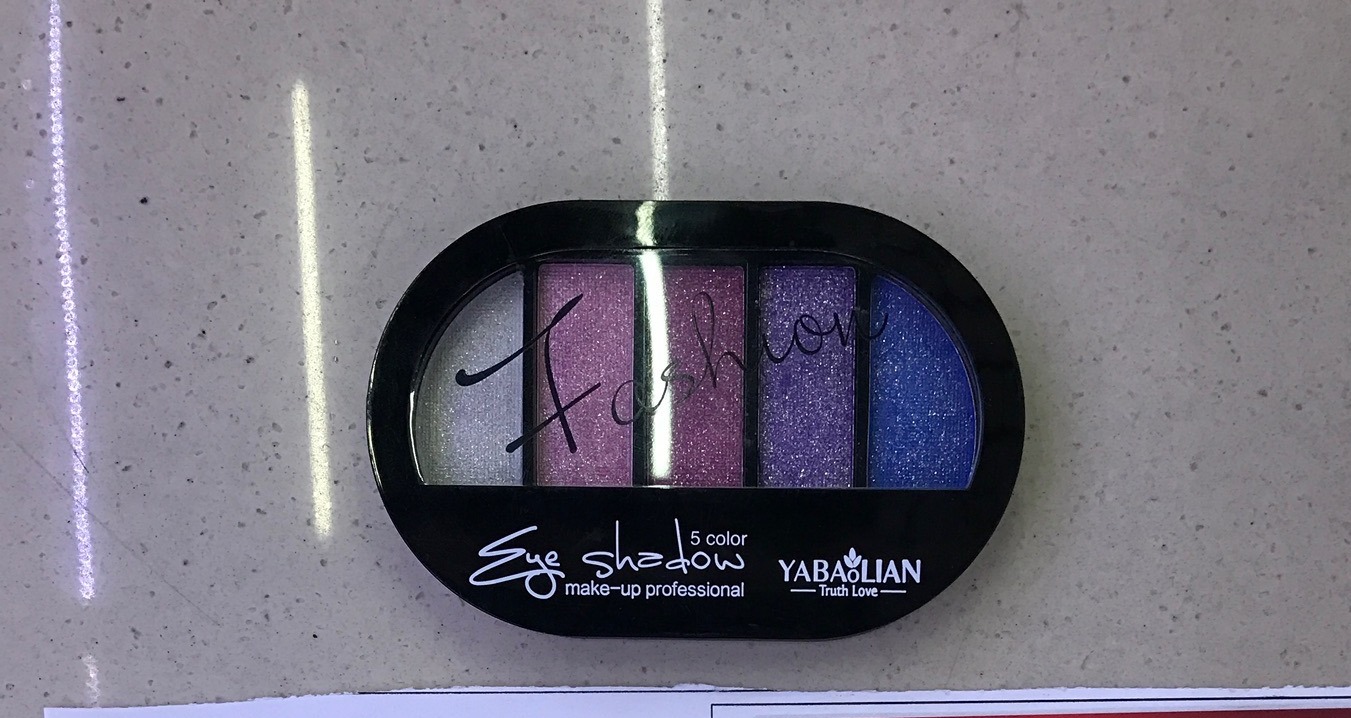 Fashion
5 color
Eye shadow
make-up professional
YABAOLIAN
Truth Love